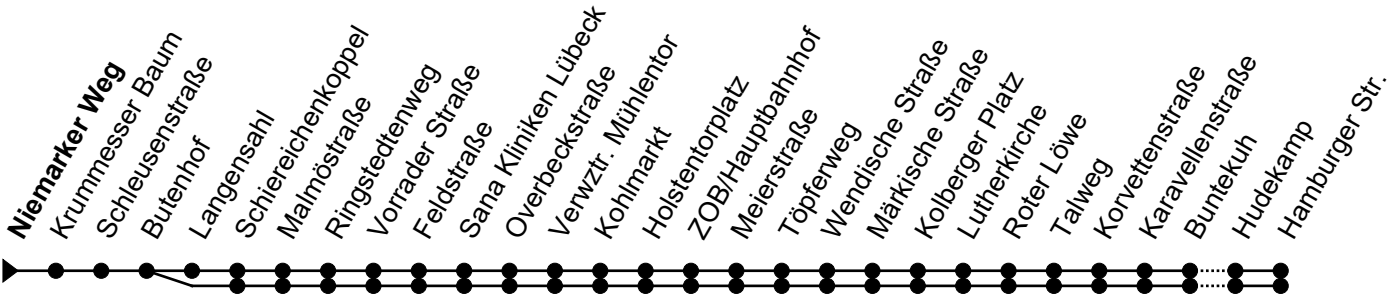 Niemarker Weg
Krummesser Baum
Schleusenstraße
Butenhof
Langensahl
Schiereichenkoppel
Malmöstraße
Ringstedtenweg
Vorrader Straße
Feldstraße
Sana Kliniken Lübeck
Overbeckstraße
Verwztr. Mühlentor
Kohlmarkt
Holstentorplatz
ZOB/Hauptbahnhof
Meierstraße
Töpferweg
Wendische Straße
Märkische Straße
Kolberger Platz
Lutherkirche
Roter Löwe
Talweg
Korvettenstraße
Karavellenstraße
Buntekuh
Hudekamp
Hamburger Str.